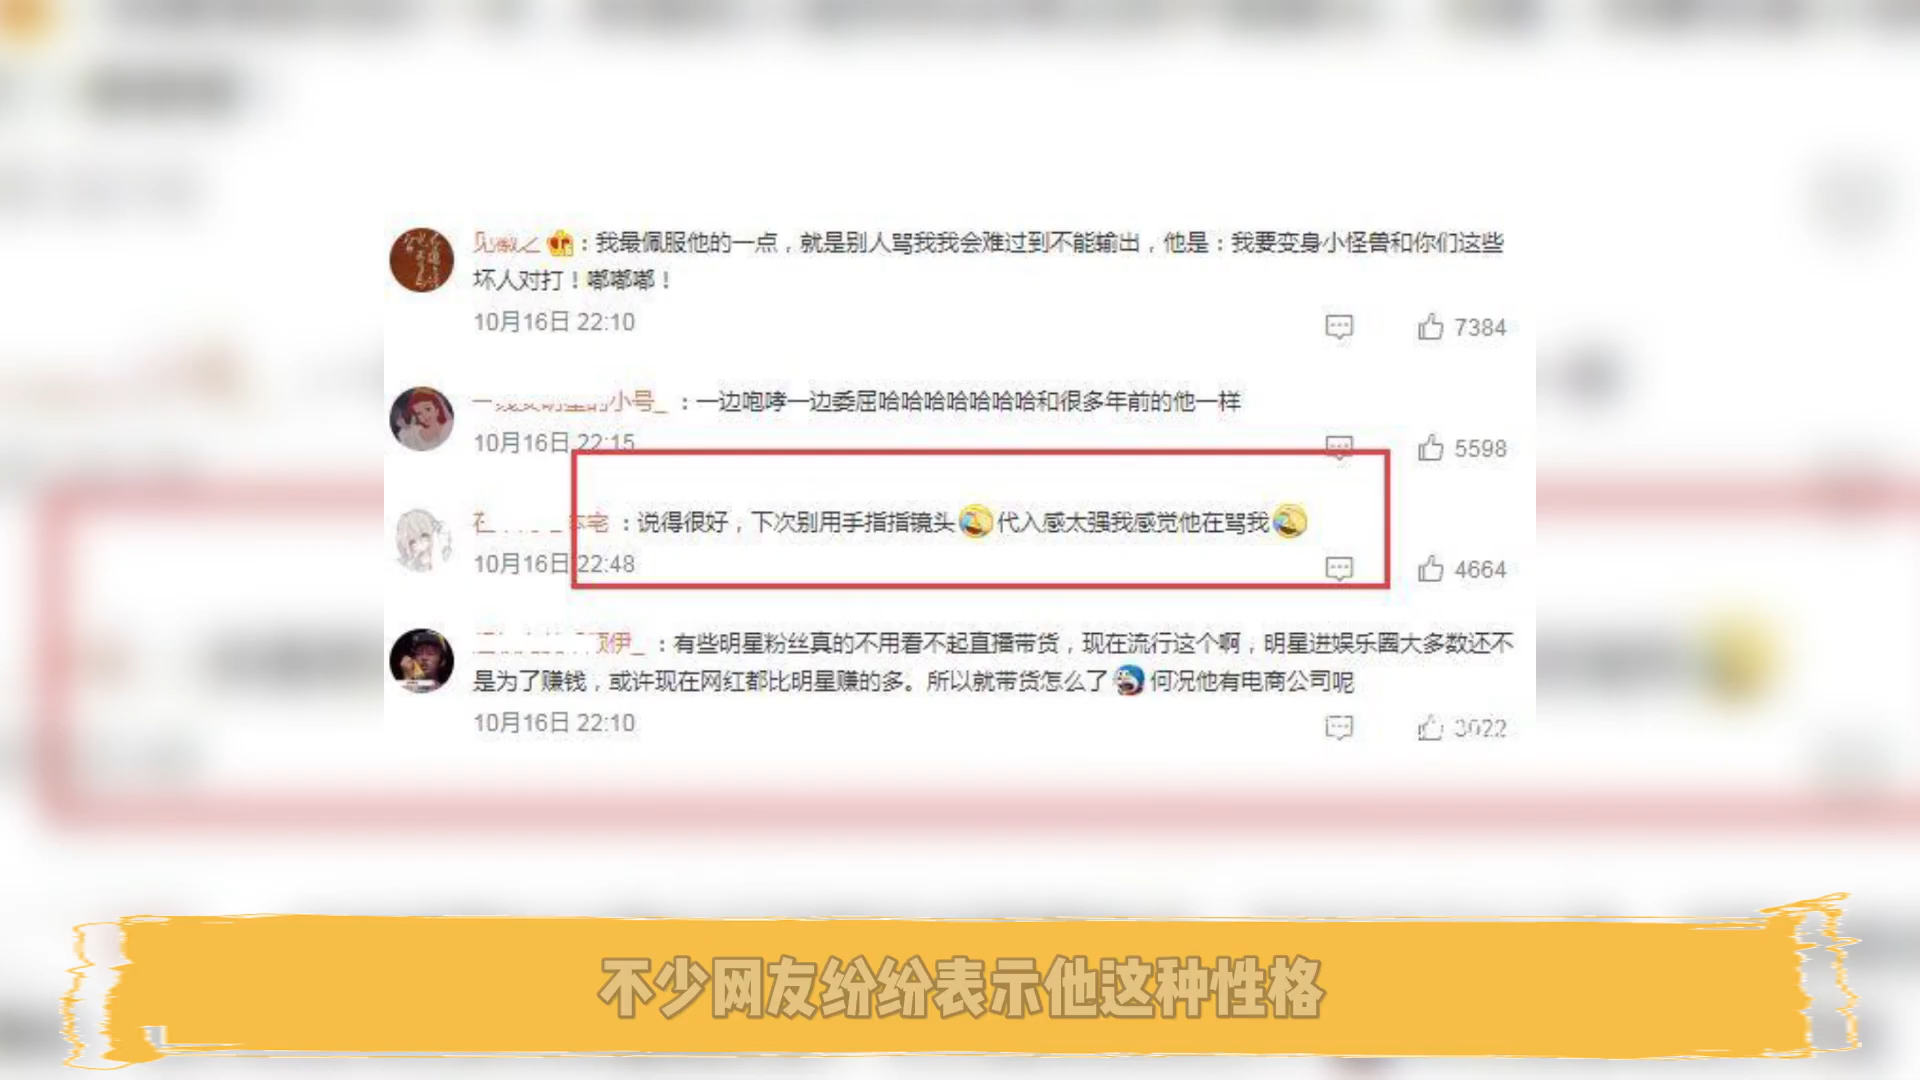 ：我最佩服他的一点，就是别人骂我我会难过到不能输出，他是：我要变身小怪兽和你们这些
坏人对打！嘟嘟嘟！
10月16日 22:10
7384
小号_ ：一边咆哮一边委屈哈哈哈哈哈哈哈和很多年前的他一样
10月16日 22:15
5598
：说得很好，下次别用手指指镜头 代入感太强我感觉他在骂我
10月16日 22:48
4664
伊_ ：有些明星粉丝真的不用看不起直播带货，现在流行这个啊，明星进娱乐圈大多数还不
是为了赚钱，或许现在网红都比明星赚的多。所以就带货怎么了 何况他有电商公司呢
10月16日 22:10
3622
不少网友纷纷表示他这种性格